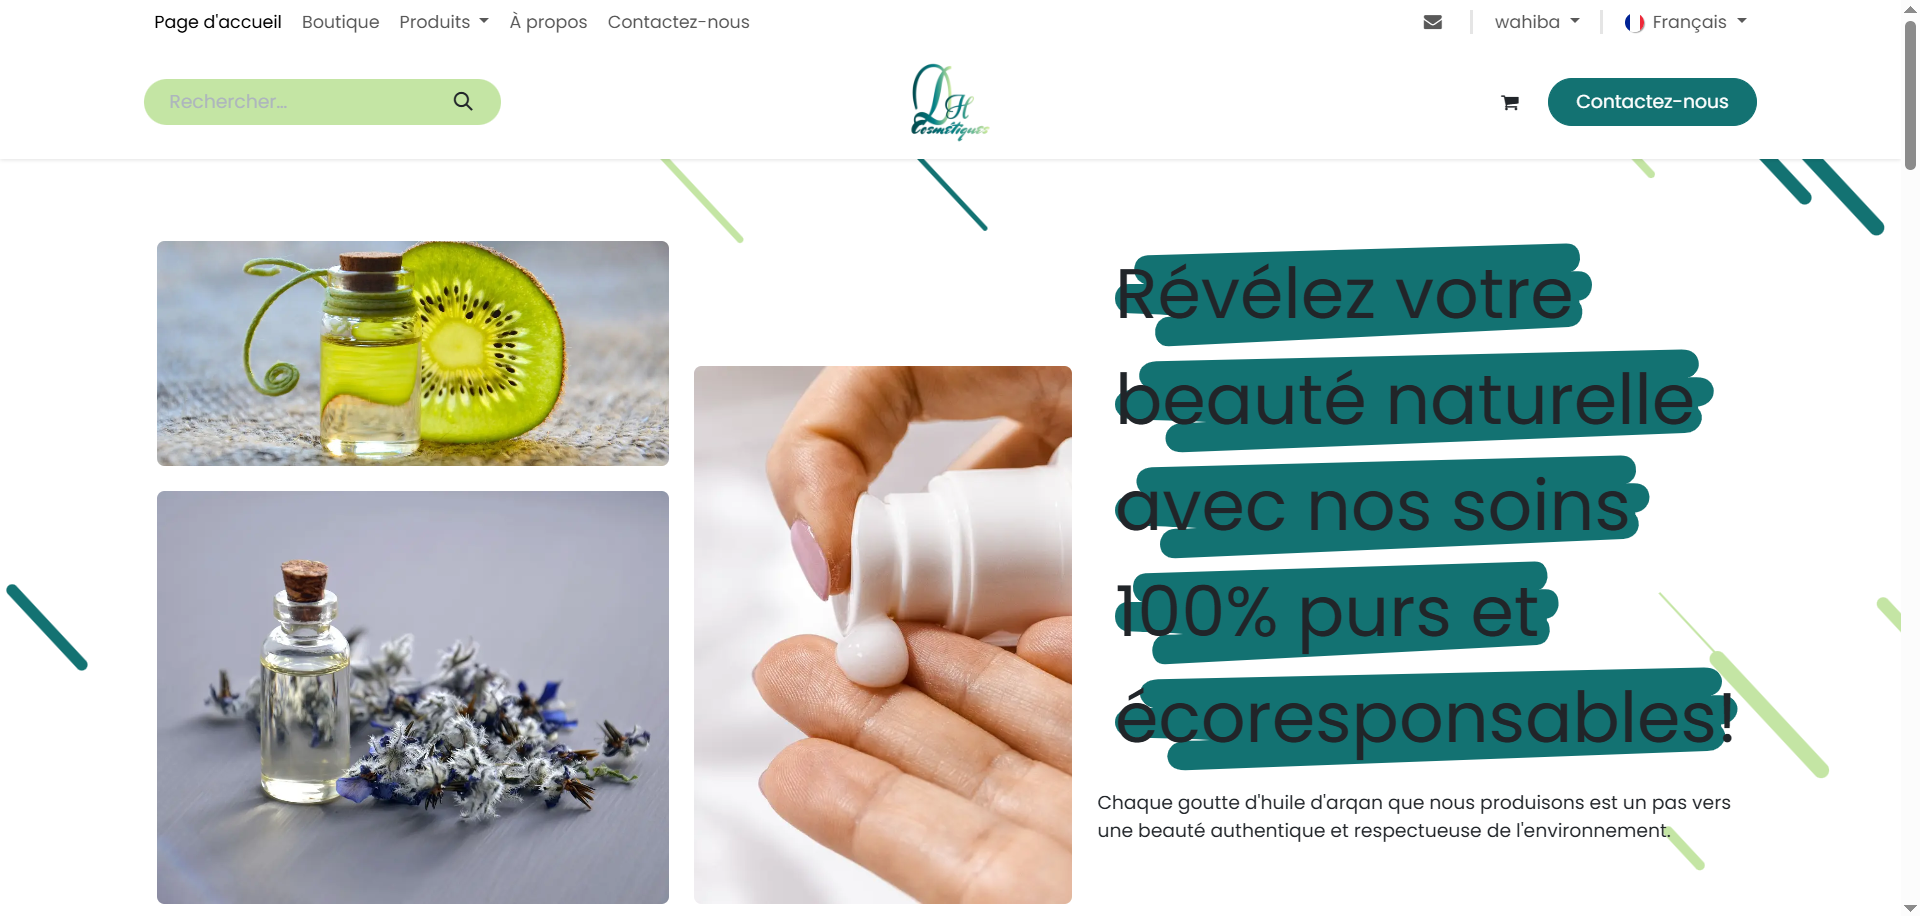 Page d'accueil Boutique Produits À propos Contactez-nous wahiba Français
Rechercher...
LH
Cosmétiques
Contactez-nous
Révélez votre
beauté naturelle
avec nos soins
100% purs et
écoresponsables!
Chaque goutte d'huile d'argan que nous produisons est un pas vers
une beauté authentique et respectueuse de l'environnement.